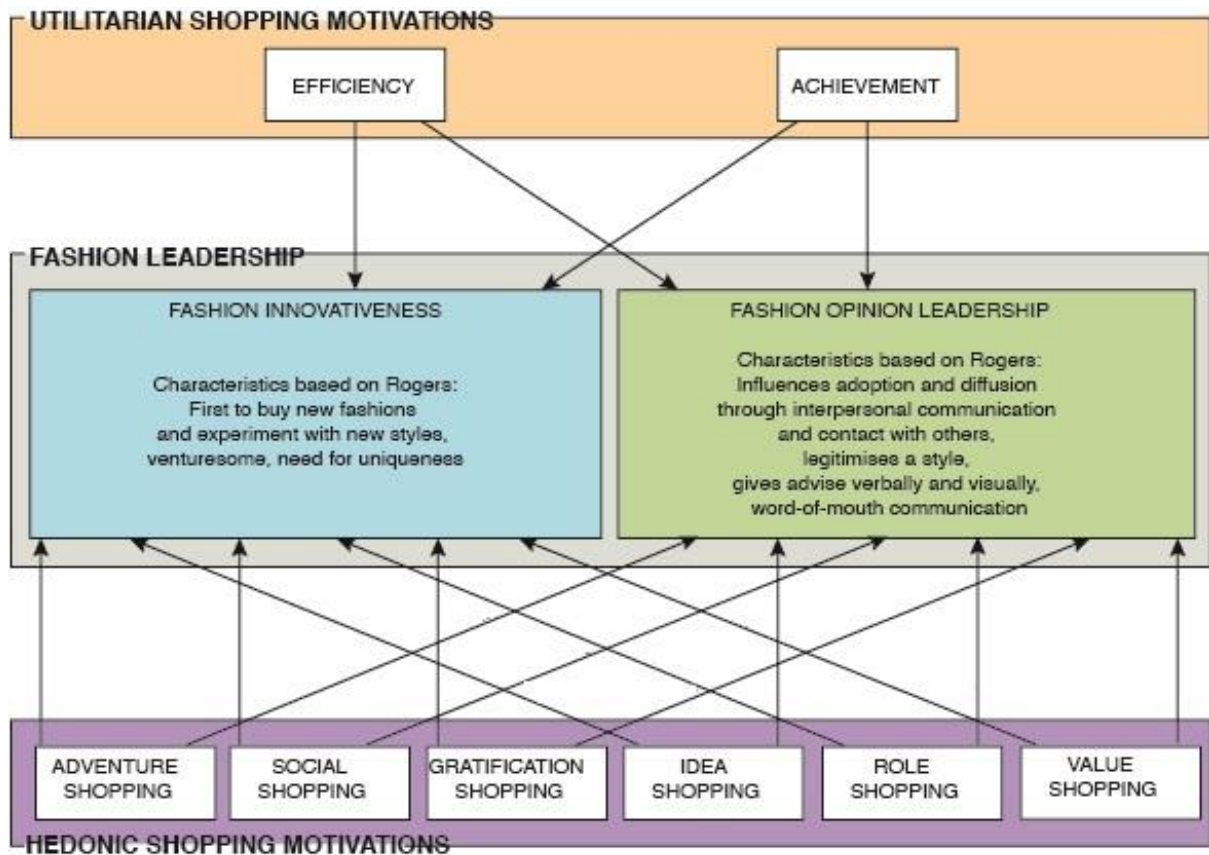 UTILITARIAN SHOPPING MOTIVATIONS
EFFICIENCY
ACHIEVEMENT
FASHION LEADERSHIP
FASHION INNOVATIVENESS
Characteristics based on Rogers:
First to buy new fashions
and experiment with new styles,
venturesome, need for uniqueness
FASHION OPINION LEADERSHIP
Characteristics based on Rogers:
Influences adoption and diffusion
through interpersonal communication
and contact with others,
legitimises a style,
gives advise verbally and visually,
word-of-mouth communication
ADVENTURE
SHOPPING
SOCIAL
SHOPPING
GRATIFICATION
SHOPPING
IDEA
SHOPPING
ROLE
SHOPPING
VALUE
SHOPPING
HEDONIC SHOPPING MOTIVATIONS